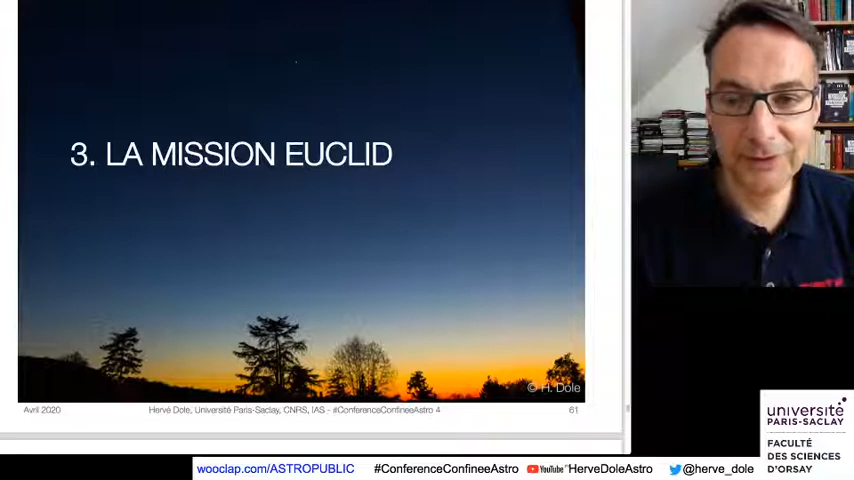 3. LA MISSION EUCLID
© H. Dole
Avril 2020
Hervé Dole, Université Paris-Saclay, CNRS, IAS - #ConferenceConfineeAstro 4
61
wooclap.com/ASTROPUBLIC
#ConferenceConfineeAstro
YouTube HerveDoleAstro
@herve_dole
université
PARIS-SACLAY
FACULTÉ
DES SCIENCES
D'ORSAY